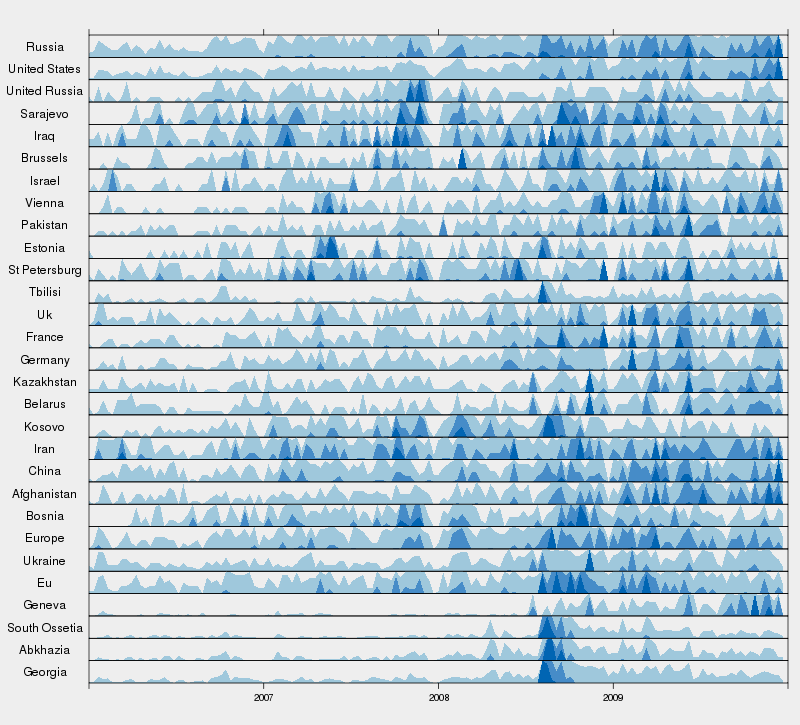 Russia
United States
United Russia
Sarajevo
Iraq
Brussels
Israel
Vienna
Pakistan
Estonia
St Petersburg
Tbilisi
Uk
France
Germany
Kazakhstan
Belarus
Kosovo
Iran
China
Afghanistan
Bosnia
Europe
Ukraine
Eu
Geneva
South Ossetia
Abkhazia
Georgia
2007 2008 2009